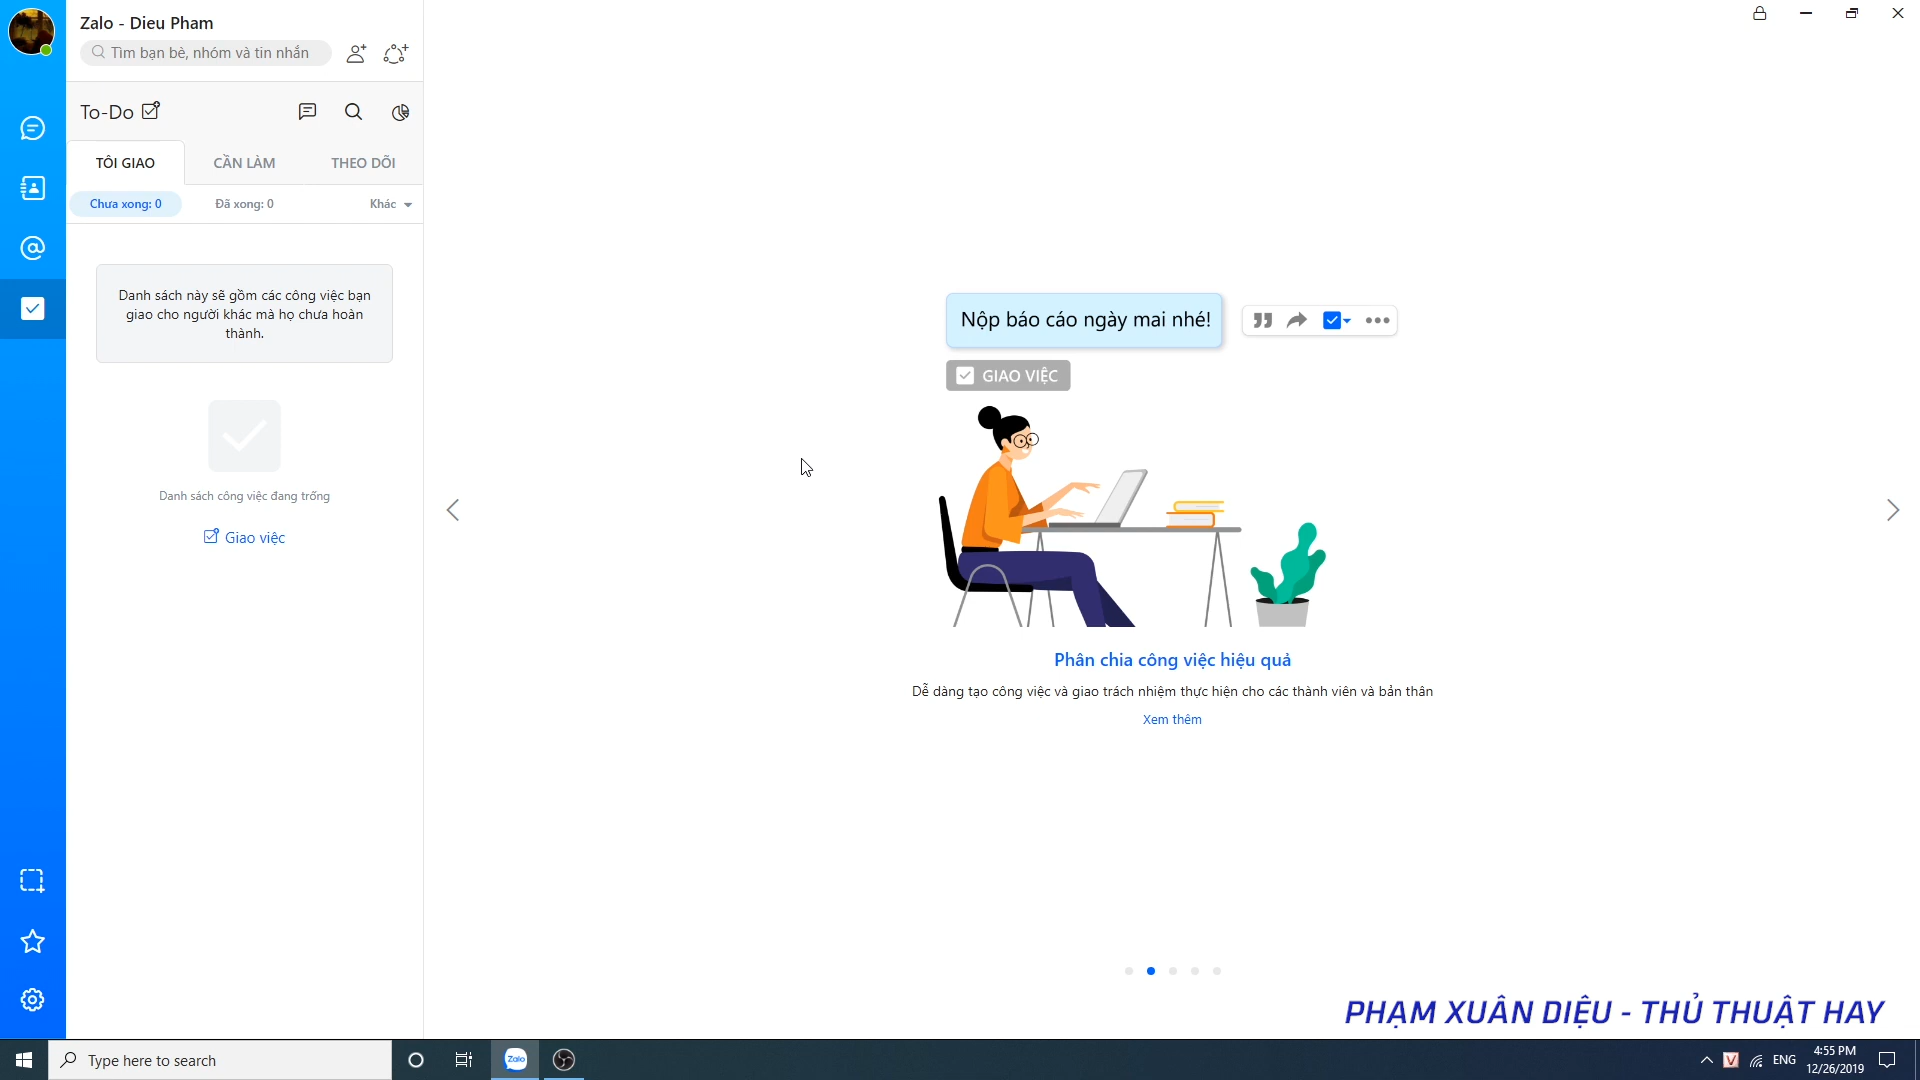 Zalo - Dieu Pham
Tìm bạn bè, nhóm và tin nhắn
To-Do
TÔI GIAO
CẦN LÀM
THEO DÕI
Chưa xong: 0
Đã xong: 0
Khác
Danh sách này sẽ gồm các công việc bạn
giao cho người khác mà họ chưa hoàn
thành.
Danh sách công việc đang trống
Giao việc
Nộp báo cáo ngày mai nhé!
GIAO VIỆC
Phân chia công việc hiệu quả
Dễ dàng tạo công việc và giao trách nhiệm thực hiện cho các thành viên và bản thân
Xem thêm
PHẠM XUÂN DIỆU - THỦ THUẬT HAY
Type here to search
Zalo
V
ENG
4:55 PM
12/26/2019